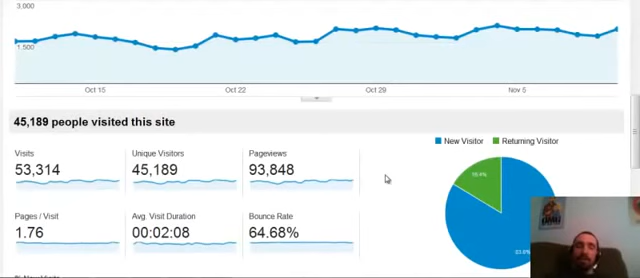 3,000
1,500
Oct 15 Oct 22 Oct 29 Nov 5
45,189 people visited this site
New Visitor Returning Visitor
Visits Unique Visitors Pageviews
53,314 45,189 93,848
Pages / Visit Avg. Visit Duration Bounce Rate
1.76 00:02:08 64.68%
% New Visits